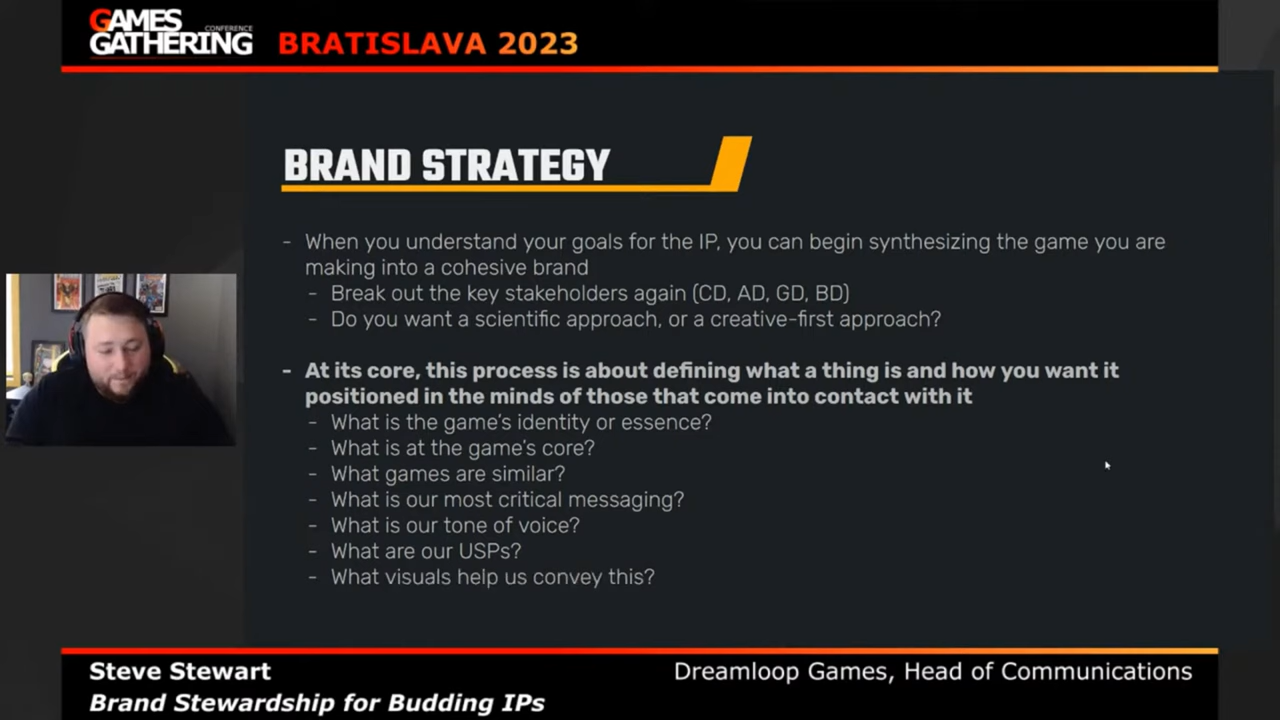 GAMES
CONFERENCE
GATHERING
BRATISLAVA 2023
BRAND STRATEGY
- When you understand your goals for the IP, you can begin synthesizing the game you are
making into a cohesive brand
- Break out the key stakeholders again (CD, AD, GD, BD)
- Do you want a scientific approach, or a creative-first approach?
- At its core, this process is about defining what a thing is and how you want it
positioned in the minds of those that come into contact with it
- What is the game's identity or essence?
- What is at the game's core?
- What games are similar?
- What is our most critical messaging?
- What is our tone of voice?
- What are our USPs?
- What visuals help us convey this?
Steve Stewart
Dreamloop Games, Head of Communications
Brand Stewardship for Budding IPs